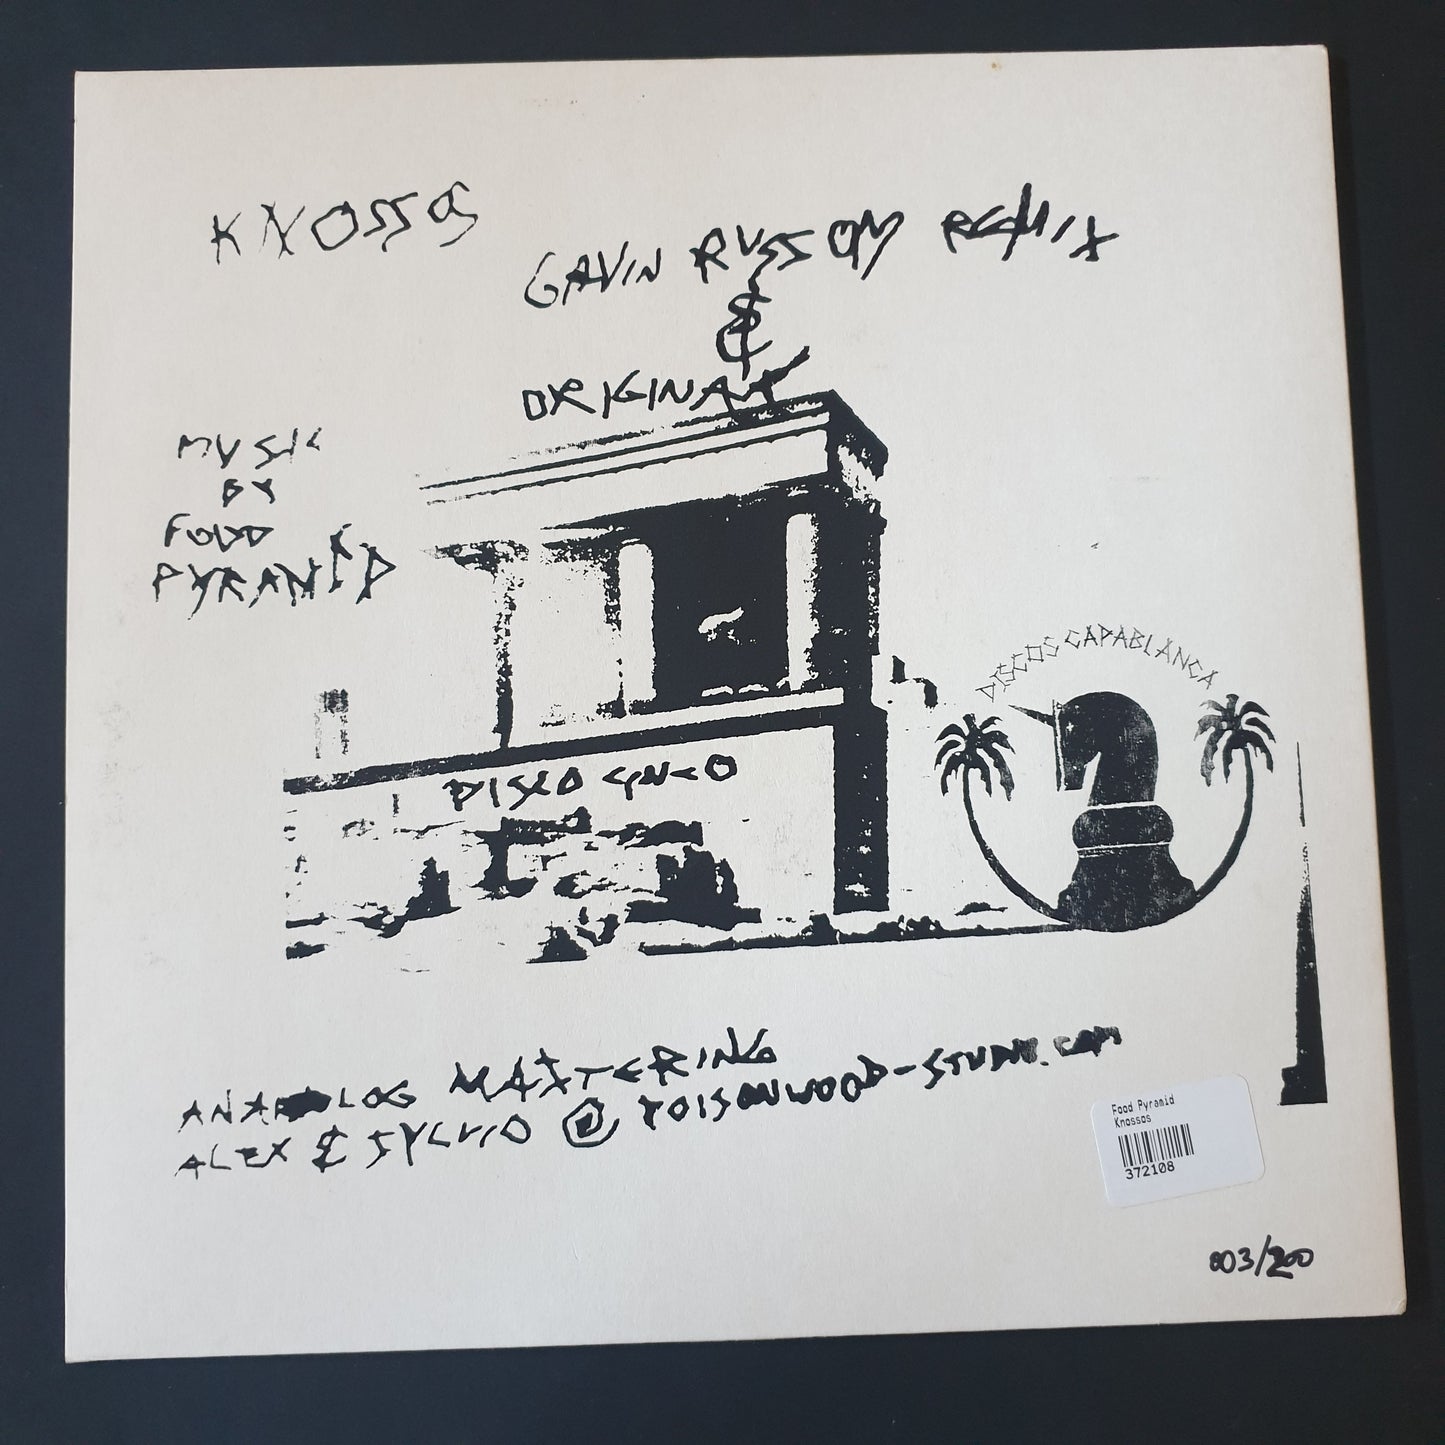 KNOSSOS
GAVIN RUSSOM REMIX
&
ORIGINAL
MUSIC
BY
FOOD
PYRAMID
DISCOS CAPABLANCA
DISCO CYNCO
ANALOG MASTERING
ALEX & SYLVIO @ POISONWOOD-STUDIO.COM
Food Pyramid
Knossos
372108
003/200